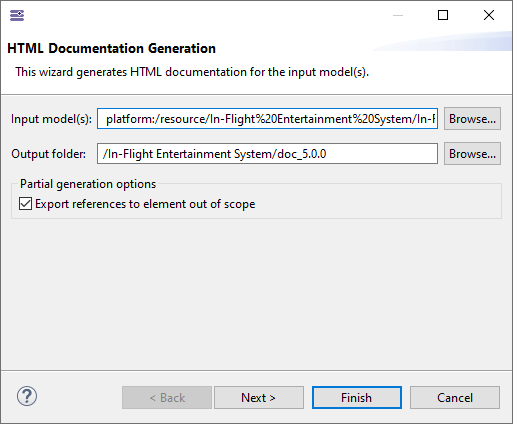 HTML Documentation Generation
This wizard generates HTML documentation for the input model(s).
Input model(s): platform:/resource/In-Flight%20Entertainment%20System/In-F Browse...
Output folder: /In-Flight Entertainment System/doc_5.0.0 Browse...
Partial generation options
Export references to element out of scope
? < Back Next > Finish Cancel